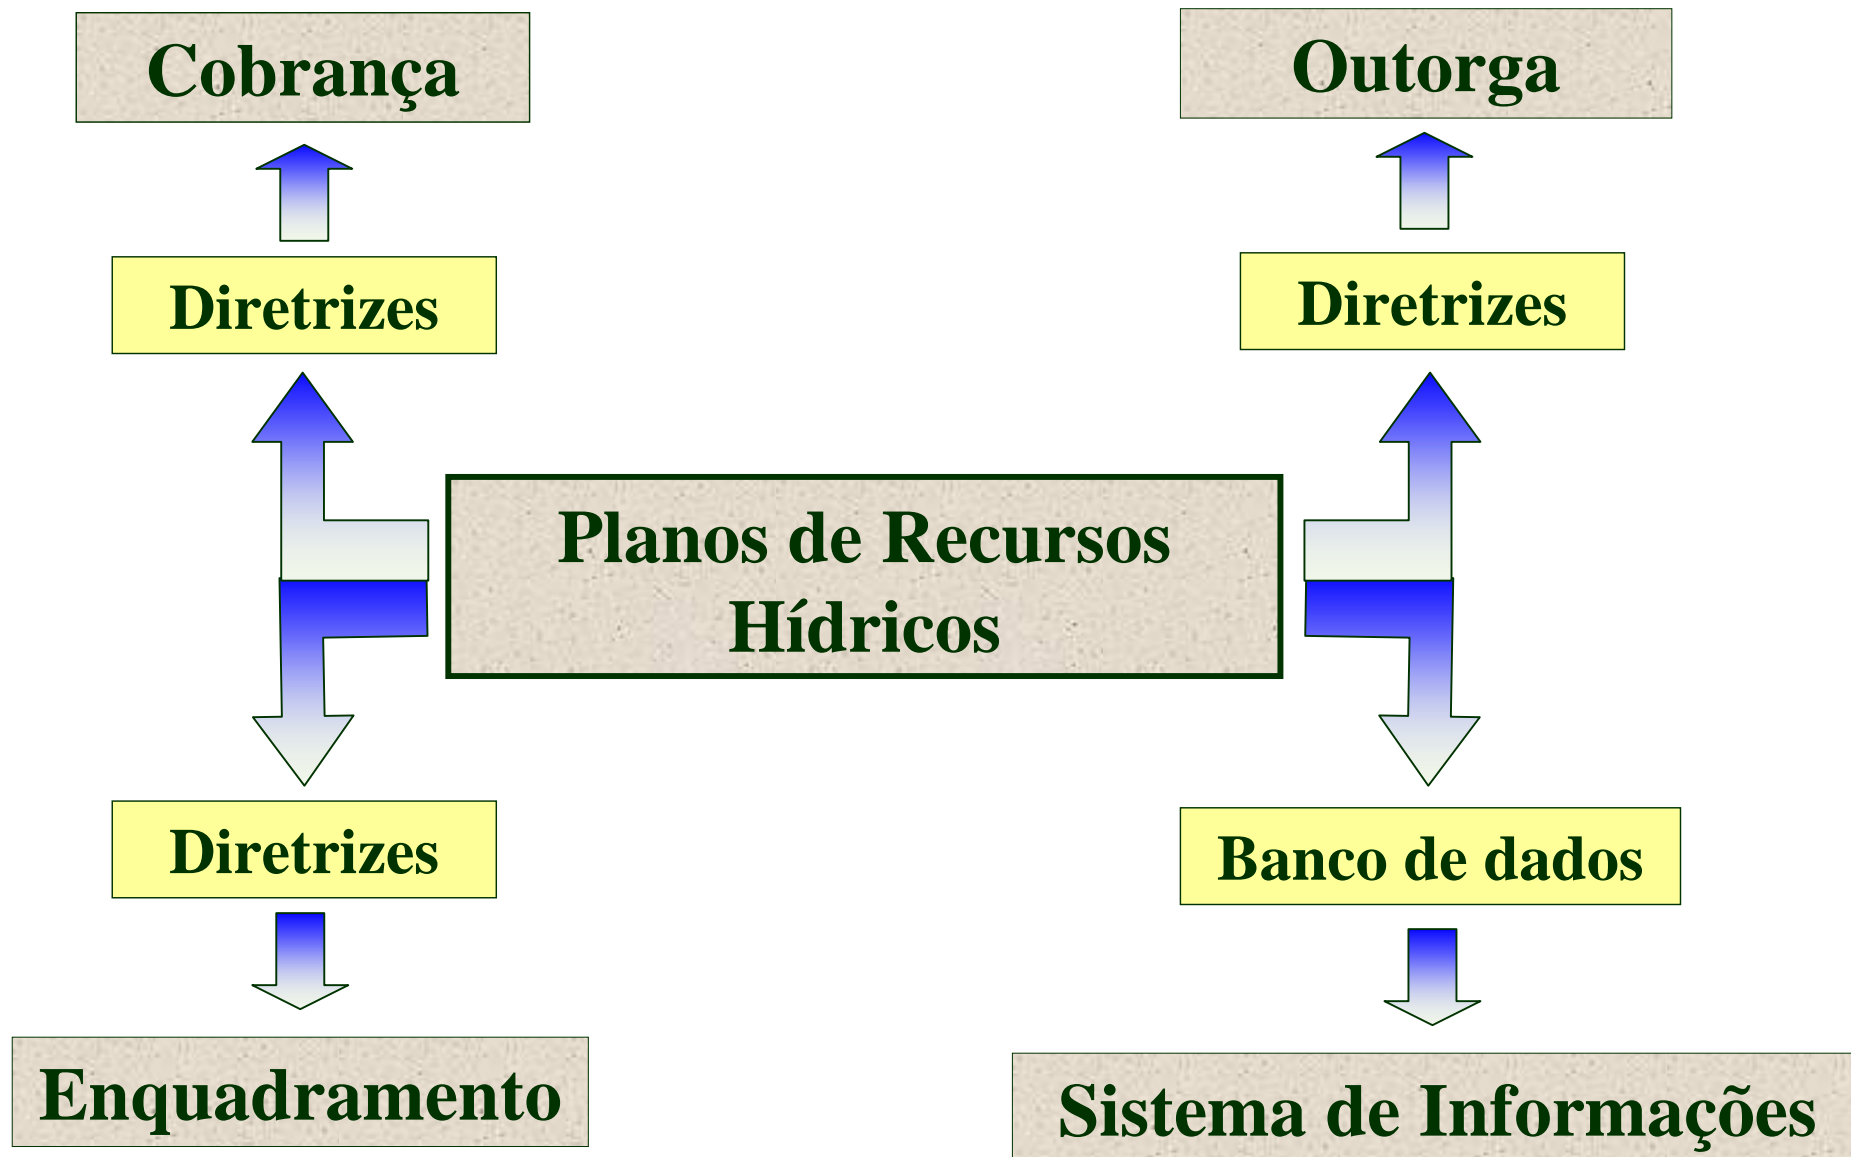 Cobrança
Outorga
Diretrizes
Diretrizes
Planos de Recursos
Hídricos
Diretrizes
Banco de dados
Enquadramento
Sistema de Informações